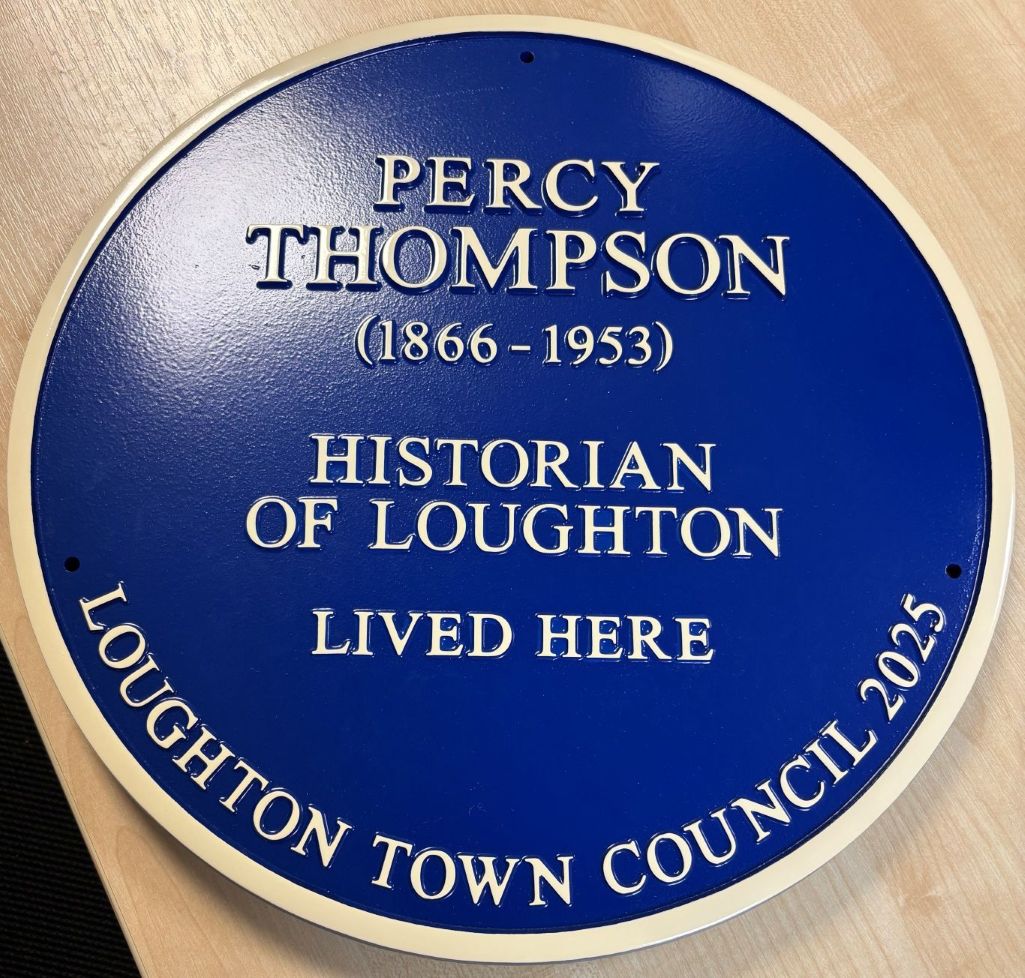 PERCY
THOMPSON
(1866 - 1953)
HISTORIAN
OF LOUGHTON
LIVED HERE
LOUGHTON TOWN COUNCIL 2025